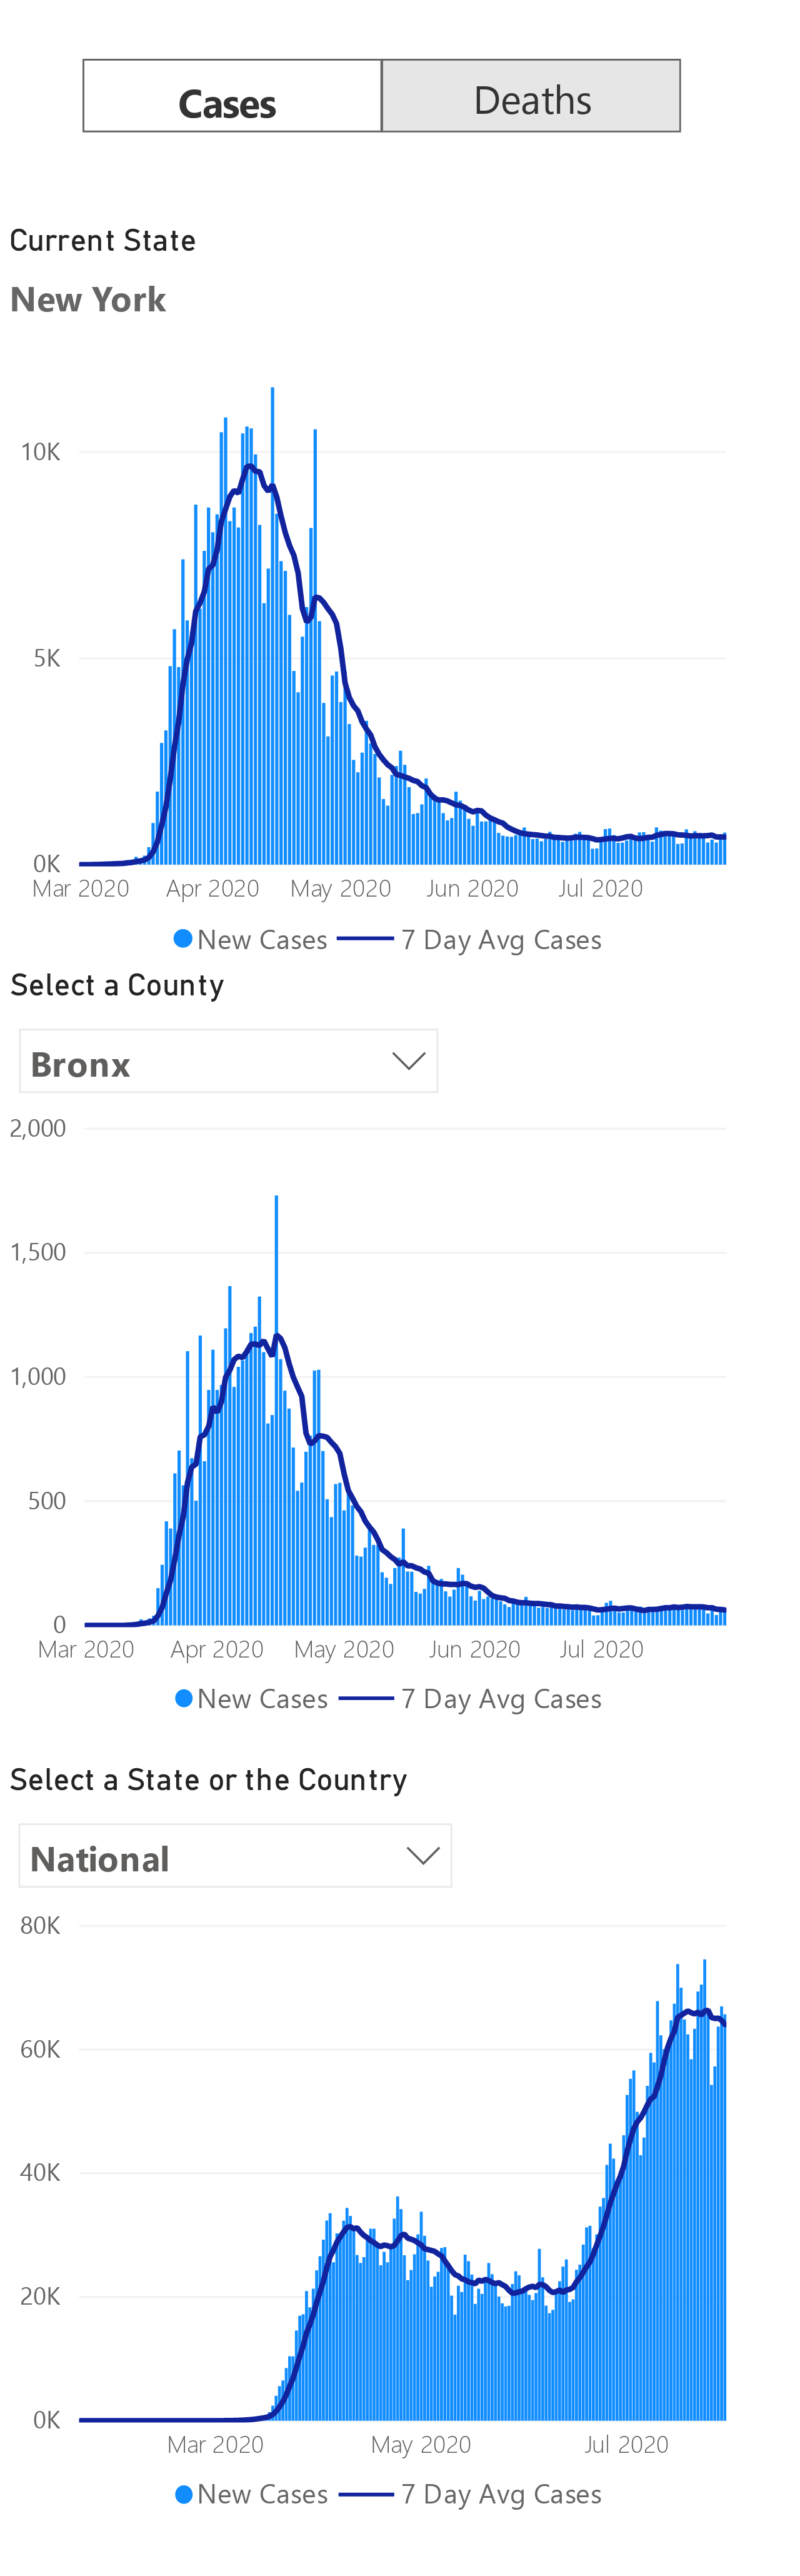 Cases Deaths
Current State
New York
10K
5K
0K
Mar 2020 Apr 2020 May 2020 Jun 2020 Jul 2020
New Cases 7 Day Avg Cases
Select a County
Bronx
2,000
1,500
1,000
500
0
Mar 2020 Apr 2020 May 2020 Jun 2020 Jul 2020
New Cases 7 Day Avg Cases
Select a State or the Country
National
80K
60K
40K
20K
0K
Mar 2020 May 2020 Jul 2020
New Cases 7 Day Avg Cases